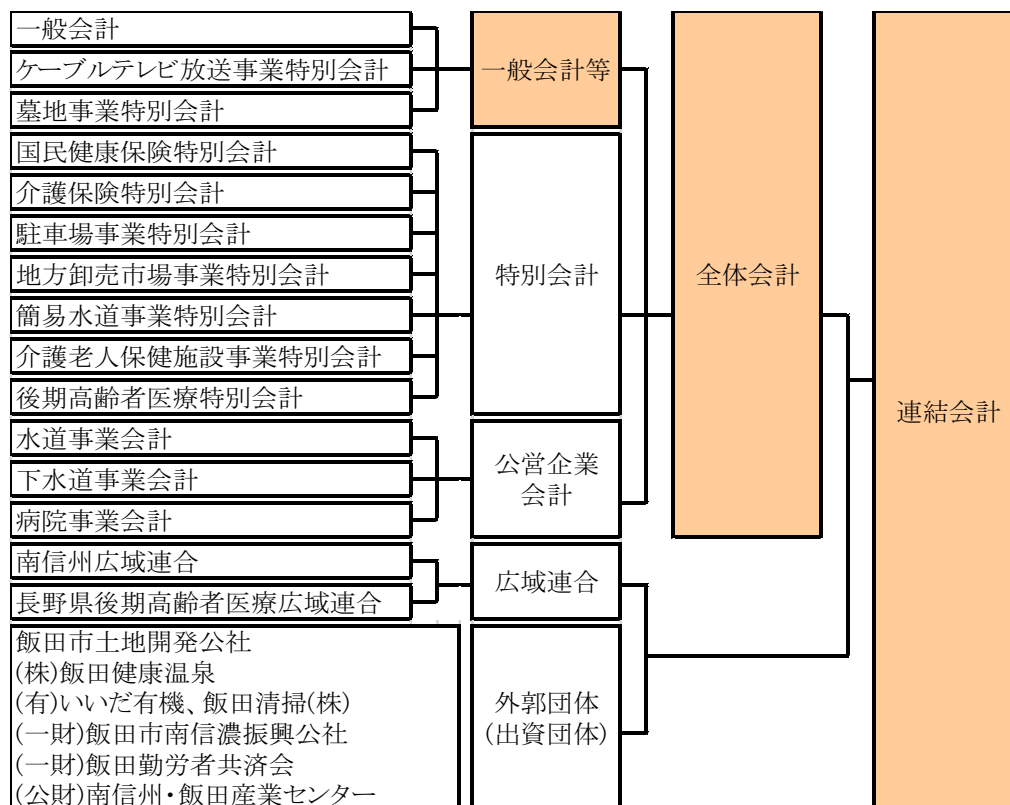 一般会計
ケーブルテレビ放送事業特別会計
墓地事業特別会計
一般会計等
国民健康保険特別会計
介護保険特別会計
駐車場事業特別会計
地方卸売市場事業特別会計
簡易水道事業特別会計
介護老人保健施設事業特別会計
後期高齢者医療特別会計
特別会計
水道事業会計
下水道事業会計
病院事業会計
公営企業
会計
全体会計
南信州広域連合
長野県後期高齢者医療広域連合
広域連合
飯田市土地開発公社
(株)飯田健康温泉
(有)いいだ有機、飯田清掃(株)
(一財)飯田市南信濃振興公社
(一財)飯田勤労者共済会
(公財)南信州・飯田産業センター
外郭団体
(出資団体)
連結会計